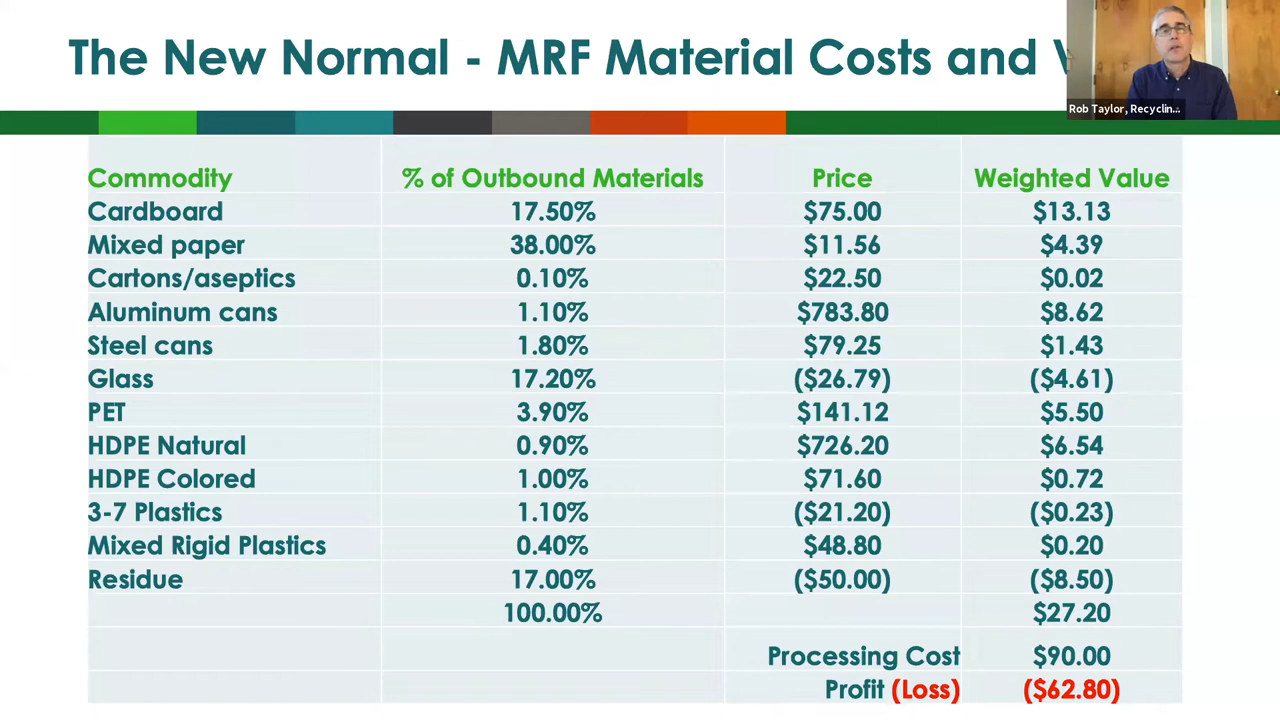 The New Normal - MRF Material Costs and
Rob Taylor, Recyclin...
Commodity % of Outbound Materials Price Weighted Value
Cardboard 17.50% $75.00 $13.13
Mixed paper 38.00% $11.56 $4.39
Cartons/aseptics 0.10% $22.50 $0.02
Aluminum cans 1.10% $783.80 $8.62
Steel cans 1.80% $79.25 $1.43
Glass 17.20% ($26.79) ($4.61)
PET 3.90% $141.12 $5.50
HDPE Natural 0.90% $726.20 $6.54
HDPE Colored 1.00% $71.60 $0.72
3-7 Plastics 1.10% ($21.20) ($0.23)
Mixed Rigid Plastics 0.40% $48.80 $0.20
Residue 17.00% ($50.00) ($8.50)
100.00% $27.20
Processing Cost $90.00
Profit (Loss) ($62.80)